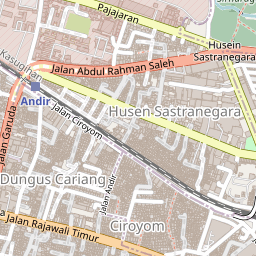 Pajajaran
Husein
Sastranegara
Jalan Abdul Rahman Saleh
Andir
Husen Sastranegara
Jalan Ciroyom
Jalan Garuda
Dungus Cariang
Jalan Andir
Ciroyom
Jalan Rajawali Timur